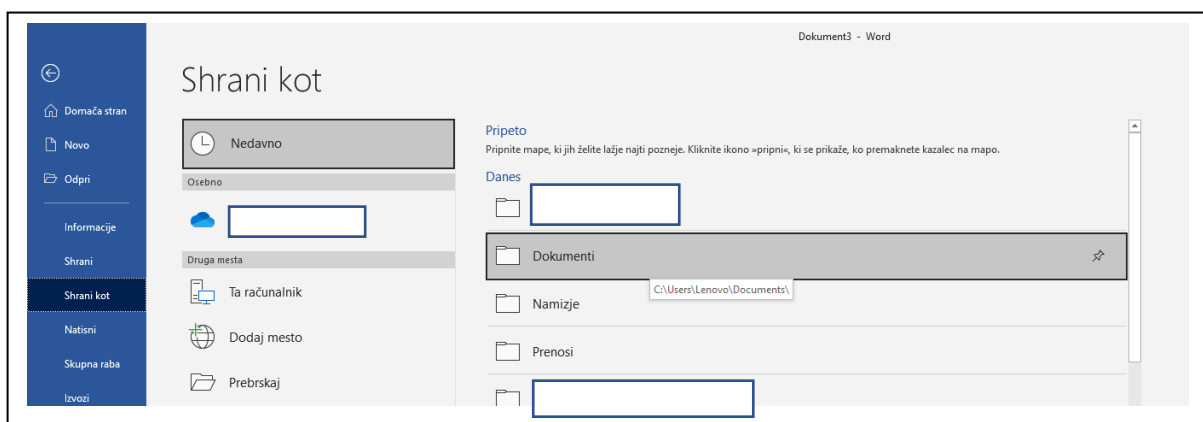 Dokument3 - Word
Shrani kot
Domača stran
Novo
Odpri
Informacije
Shrani
Shrani kot
Natisni
Skupna raba
Izvozi
Nedavno
Osebno
Druga mesta
Ta računalnik
Dodaj mesto
Prebrskaj
Pripeto
Pripnite mape, ki jih želite lažje najti pozneje. Kliknite ikono »pripni«, ki se prikaže, ko premaknete kazalec na mapo.
Danes
Dokumenti
C:\Users\Lenovo\Documents\
Namizje
Prenosi